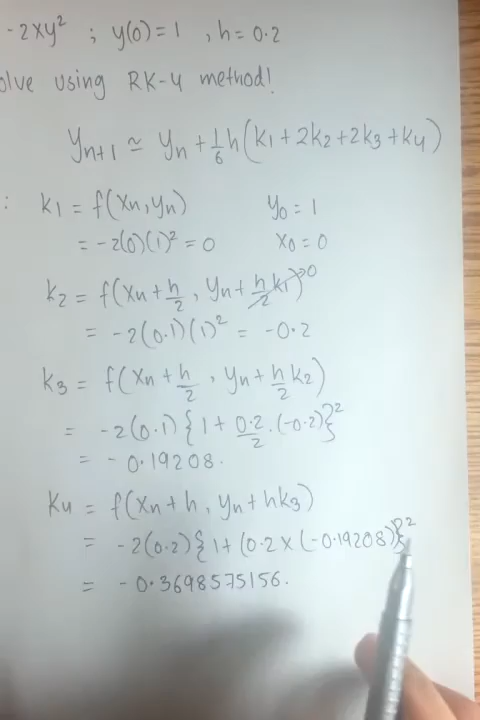 -2xy² ; y(0)=1 , h=0.2
olve using RK-4 method!
yₙ₊₁ ≃ yₙ + 1/6 h(k₁+2k₂+2k₃+k₄)
: k₁ = f(xₙ, yₙ) y₀ = 1
= -2(0)(1)² = 0 x₀ = 0
k₂ = f(xₙ + h/2 , yₙ + h/2 k₁) 0
= -2(0.1)(1)² = -0.2
k₃ = f(xₙ + h/2 , yₙ + h/2 k₂)
= -2(0.1) {1 + 0.2/2 . (-0.2)}²
= -0.19208.
k₄ = f(xₙ + h, yₙ + hk₃)
= -2(0.2) {1 + (0.2 x (-0.19208)}²
= -0.3698575156.